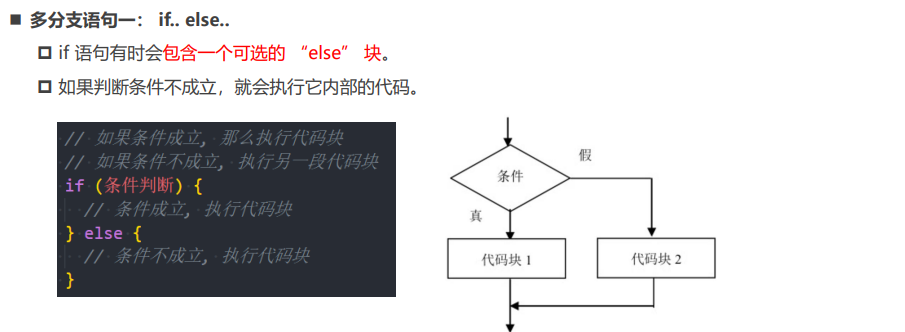 多分支语句一： if.. else..
if 语句有时会包含一个可选的 “else” 块。
如果判断条件不成立，就会执行它内部的代码。
// 如果条件成立, 那么执行代码块
// 如果条件不成立, 执行另一段代码块
if (条件判断) {
// 条件成立, 执行代码块
} else {
// 条件不成立, 执行代码块
}
条件
假
真
代码块 1
代码块 2